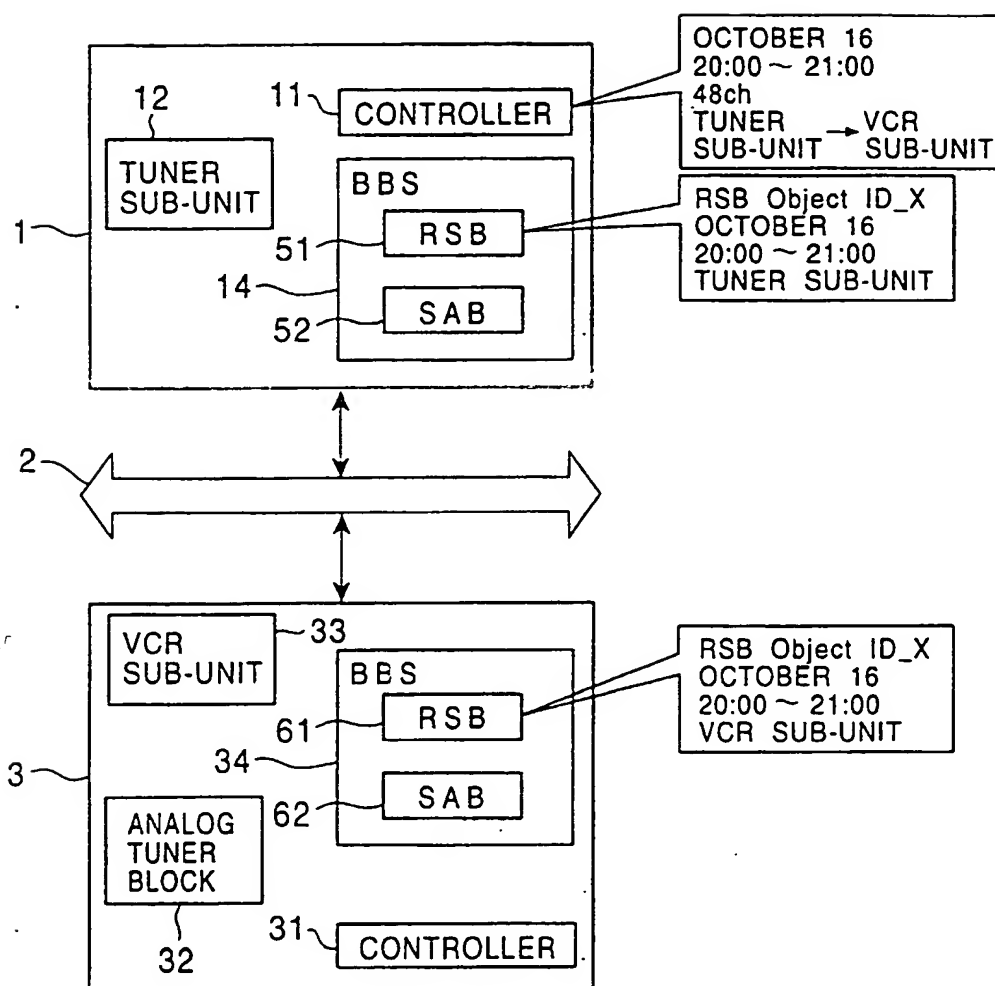 OCTOBER 16
20:00 ~ 21:00
48ch
TUNER SUB-UNIT → VCR SUB-UNIT
11
CONTROLLER
12
TUNER
SUB-UNIT
BBS
RSB Object ID_X
OCTOBER 16
20:00 ~ 21:00
TUNER SUB-UNIT
1
51
RSB
14
52
SAB
2
VCR
SUB-UNIT
33
BBS
RSB Object ID_X
OCTOBER 16
20:00 ~ 21:00
VCR SUB-UNIT
61
RSB
34
3
62
SAB
ANALOG
TUNER
BLOCK
32
31
CONTROLLER